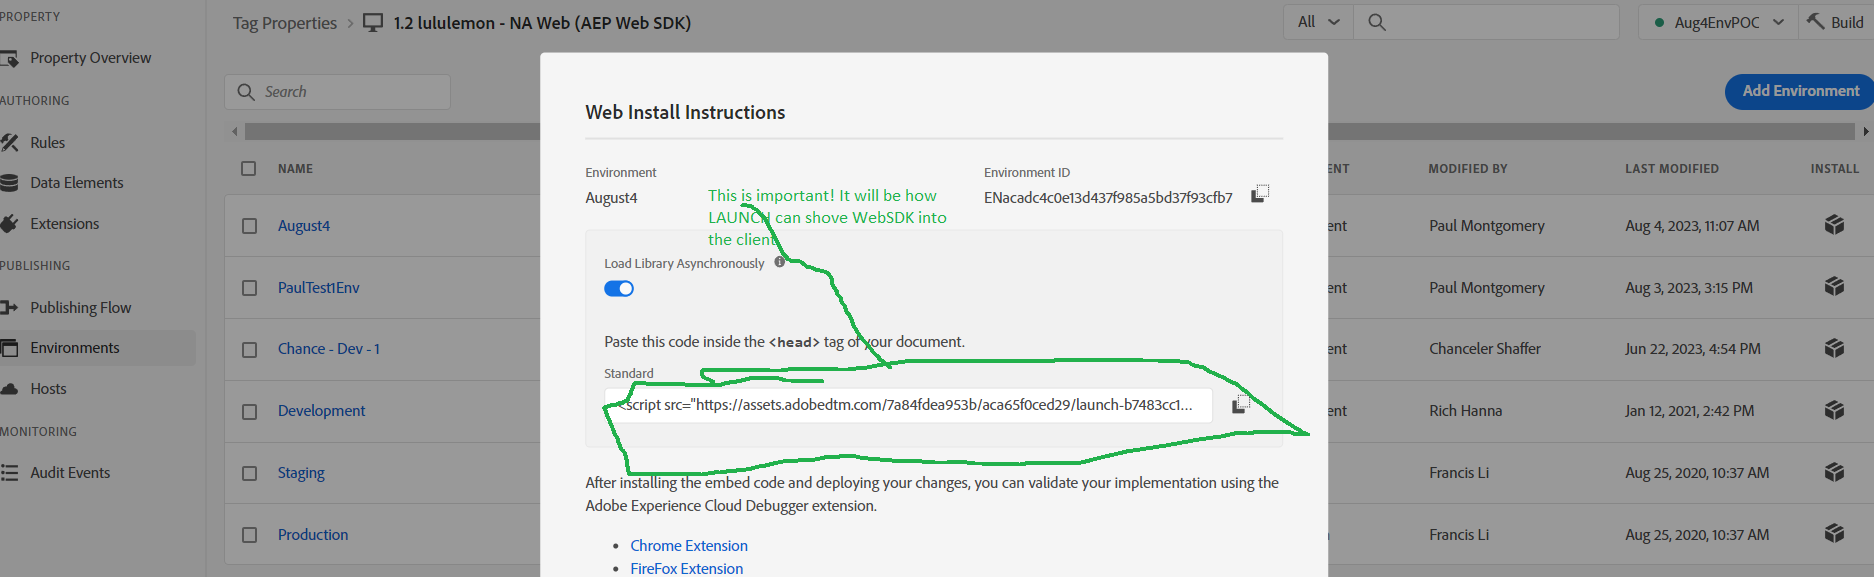 PROPERTY
Tag Properties > 1.2 lululemon - NA Web (AEP Web SDK)
All
Aug4EnvPOC
Build
Property Overview
Search
Add Environment
AUTHORING
Rules
Data Elements
Extensions
PUBLISHING
Publishing Flow
Environments
Hosts
MONITORING
Audit Events
Web Install Instructions
Environment
August4
This is important! It will be how
LAUNCH can shove WebSDK into
the client
Environment ID
ENacadc4c0e13d437f985a5bd37f93cfb7
Load Library Asynchronously
Paste this code inside the <head> tag of your document.
Standard
<script src="https://assets.adobedtm.com/7a84fdea953b/aca65f0ced29/launch-b7483cc1...
After installing the embed code and deploying your changes, you can validate your implementation using the
Adobe Experience Cloud Debugger extension.
• Chrome Extension
• FireFox Extension
NAME
NT
MODIFIED BY
LAST MODIFIED
INSTALL
August4
ent
Paul Montgomery
Aug 4, 2023, 11:07 AM
PaulTest1Env
ent
Paul Montgomery
Aug 3, 2023, 3:15 PM
Chance - Dev - 1
ent
Chanceler Shaffer
Jun 22, 2023, 4:54 PM
Development
ent
Rich Hanna
Jan 12, 2021, 2:42 PM
Staging
Francis Li
Aug 25, 2020, 10:37 AM
Production
Francis Li
Aug 25, 2020, 10:37 AM